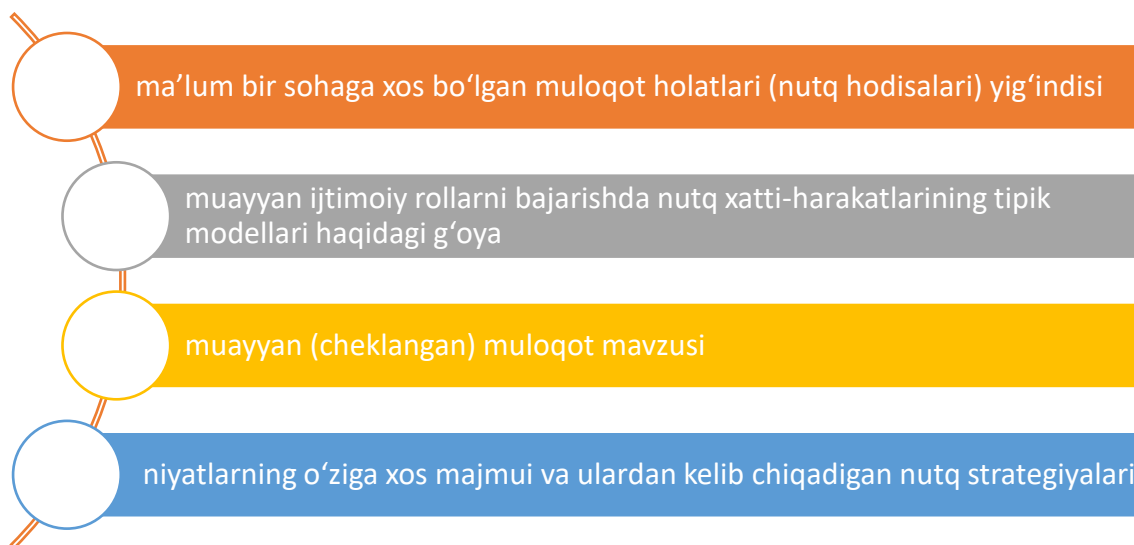 ma’lum bir sohaga xos bo‘lgan muloqot holatlari (nutq hodisalari) yig‘indisi
muayyan ijtimoiy rollarni bajarishda nutq xatti-harakatlarining tipik
modellari haqidagi g‘oya
muayyan (cheklangan) muloqot mavzusi
niyatlarning o‘ziga xos majmui va ulardan kelib chiqadigan nutq strategiyalari